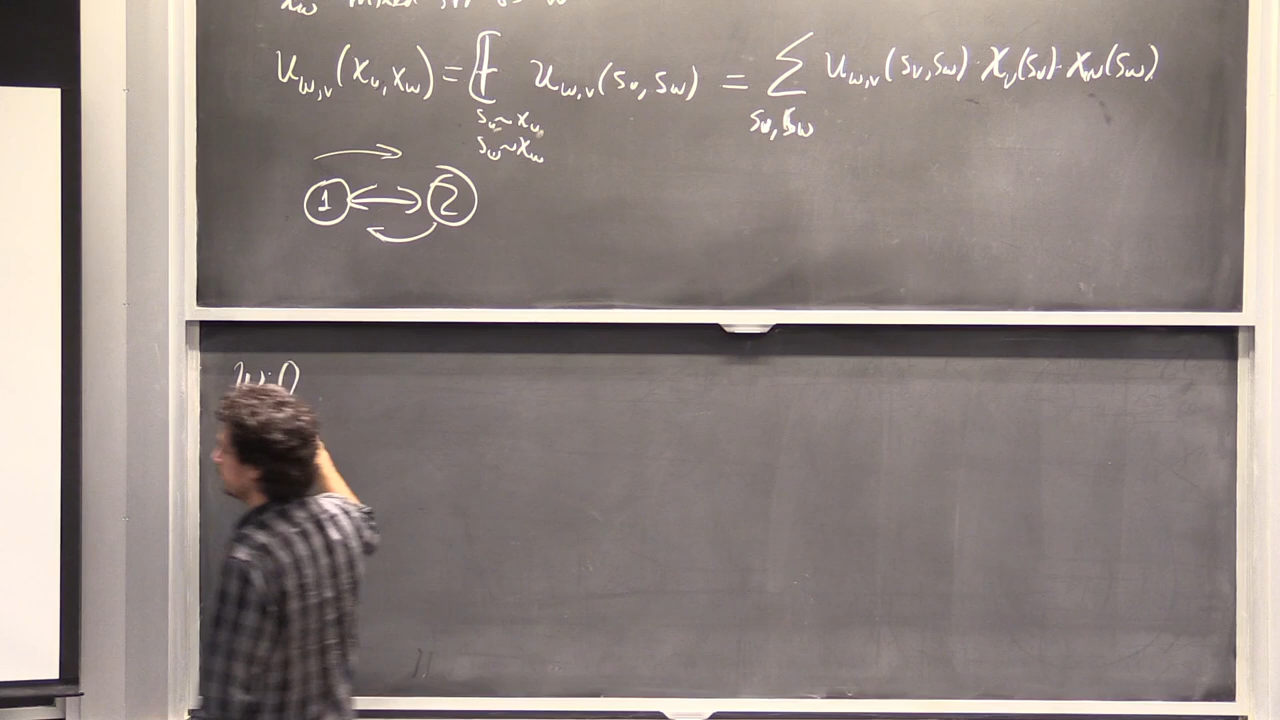 u_{w,v}(x_v, x_w) = E_{s_v~x_v, s_w~x_w} u_{w,v}(s_v, s_w) = ∑_{s_v, s_w} u_{w,v}(s_v, s_w) · x_v(s_v) · x_w(s_w)
1 2